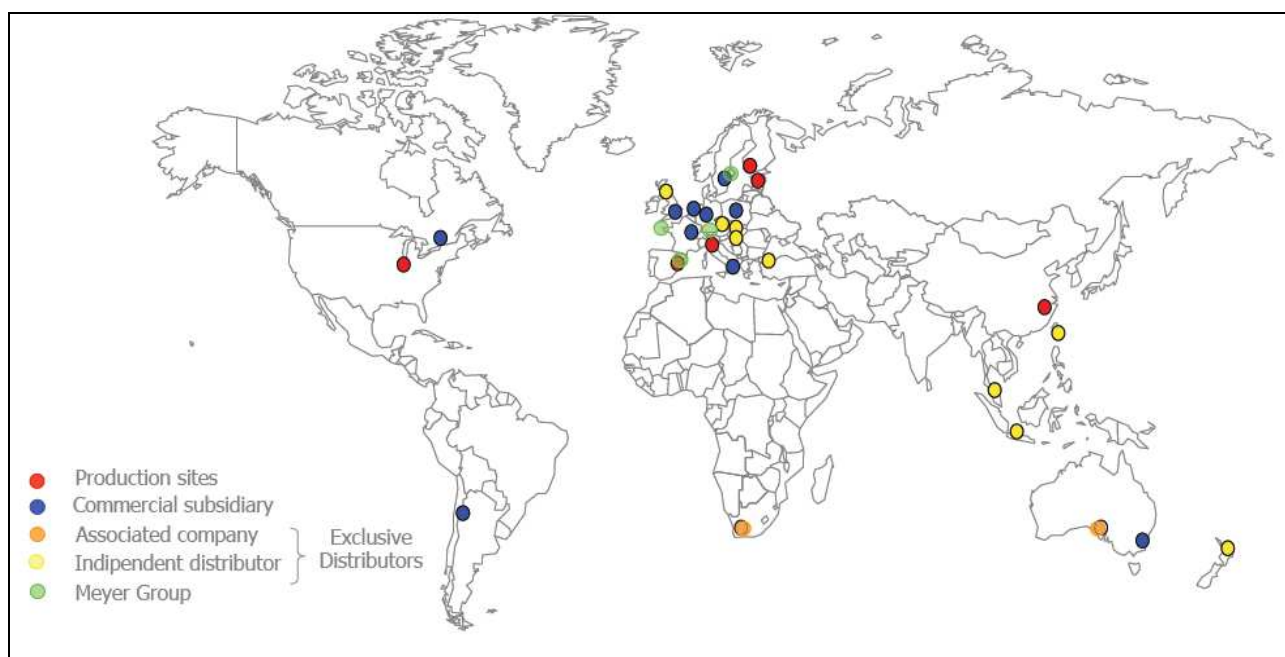 Production sites
Commercial subsidiary
Associated company
Indipendent distributor
Exclusive
Distributors
Meyer Group